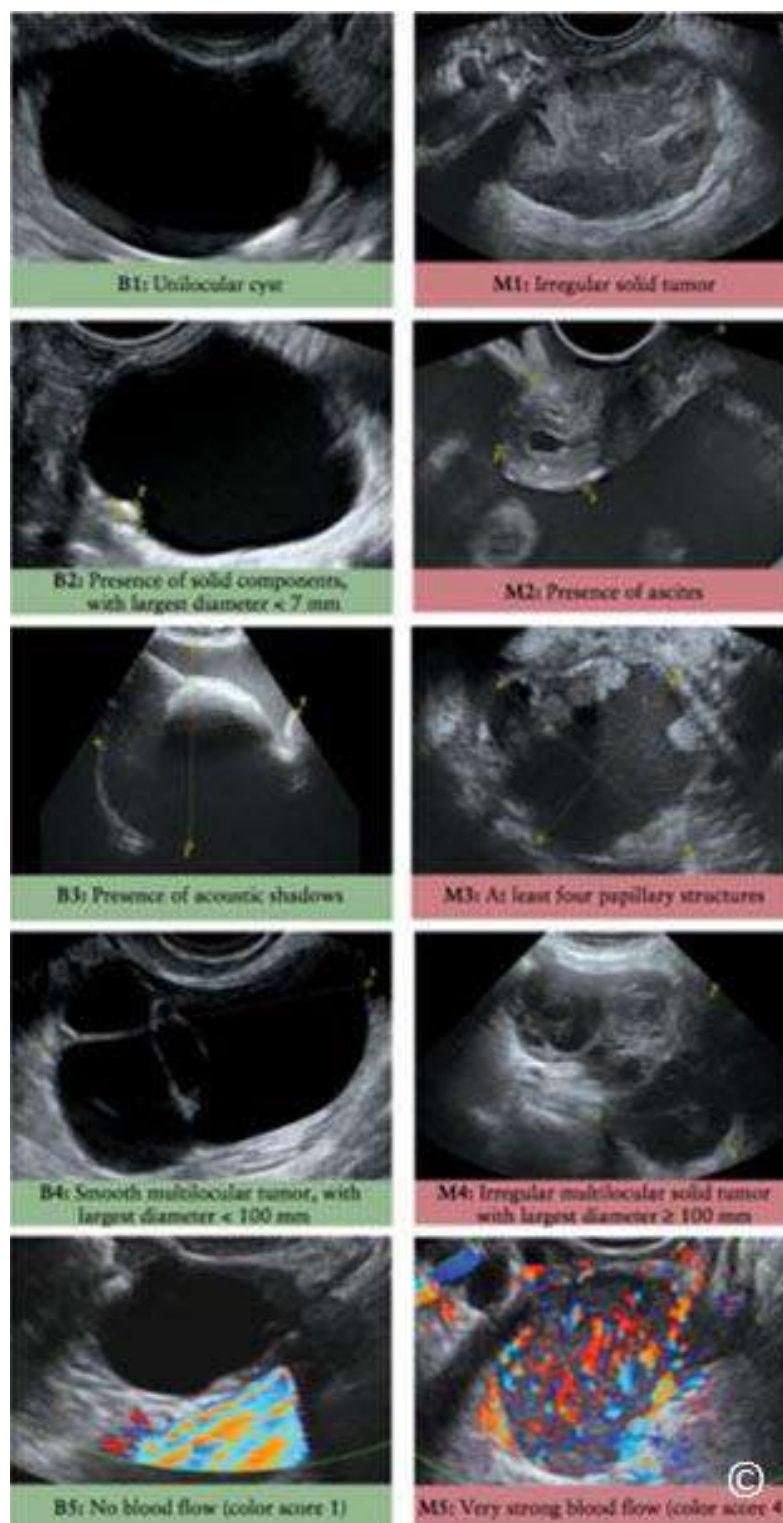 B1: Unilocular cyst
M1: Irregular solid tumor
B2: Presence of solid components,
with largest diameter < 7 mm
M2: Presence of ascites
B3: Presence of acoustic shadows
M3: At least four papillary structures
B4: Smooth multilocular tumor, with
largest diameter < 100 mm
M4: Irregular multilocular solid tumor
with largest diameter ≥ 100 mm
B5: No blood flow (color score 1)
M5: Very strong blood flow (color score 4
©